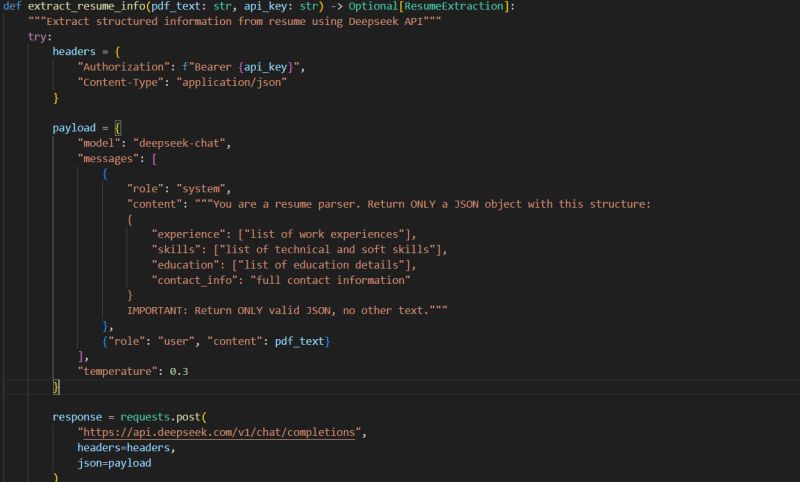 def extract_resume_info(pdf_text: str, api_key: str) -> Optional[ResumeExtraction]:
    """Extract structured information from resume using Deepseek API"""
    try:
        headers = {
            "Authorization": f"Bearer {api_key}",
            "Content-Type": "application/json"
        }
        payload = {
            "model": "deepseek-chat",
            "messages": [
                {
                    "role": "system",
                    "content": """You are a resume parser. Return ONLY a JSON object with this structure:
                    {
                        "experience": ["list of work experiences"],
                        "skills": ["list of technical and soft skills"],
                        "education": ["list of education details"],
                        "contact_info": "full contact information"
                    }
                    IMPORTANT: Return ONLY valid JSON, no other text."""
                },
                {"role": "user", "content": pdf_text}
            ],
            "temperature": 0.3
        }
        response = requests.post(
            "https://api.deepseek.com/v1/chat/completions",
            headers=headers,
            json=payload
        )